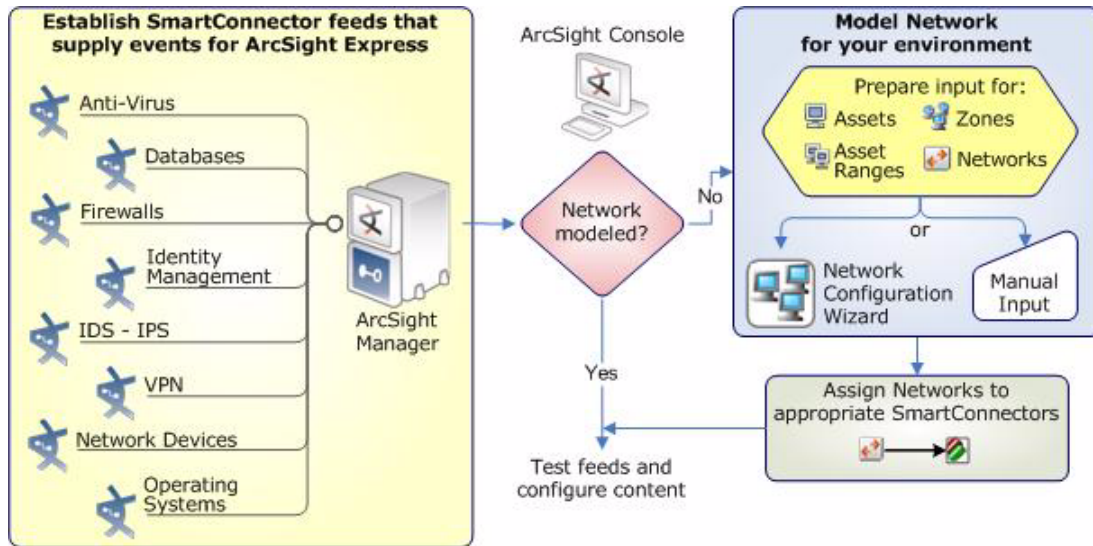 Establish SmartConnector feeds that
supply events for ArcSight Express
Anti-Virus
Databases
Firewalls
Identity
Management
IDS - IPS
VPN
Network Devices
Operating
Systems
ArcSight
Manager
ArcSight Console
Network
modeled?
No
Yes
Test feeds and
configure content
Model Network
for your environment
Prepare input for:
Assets
Zones
Asset
Ranges
Networks
or
Network
Configuration
Wizard
Manual
Input
Assign Networks to
appropriate SmartConnectors